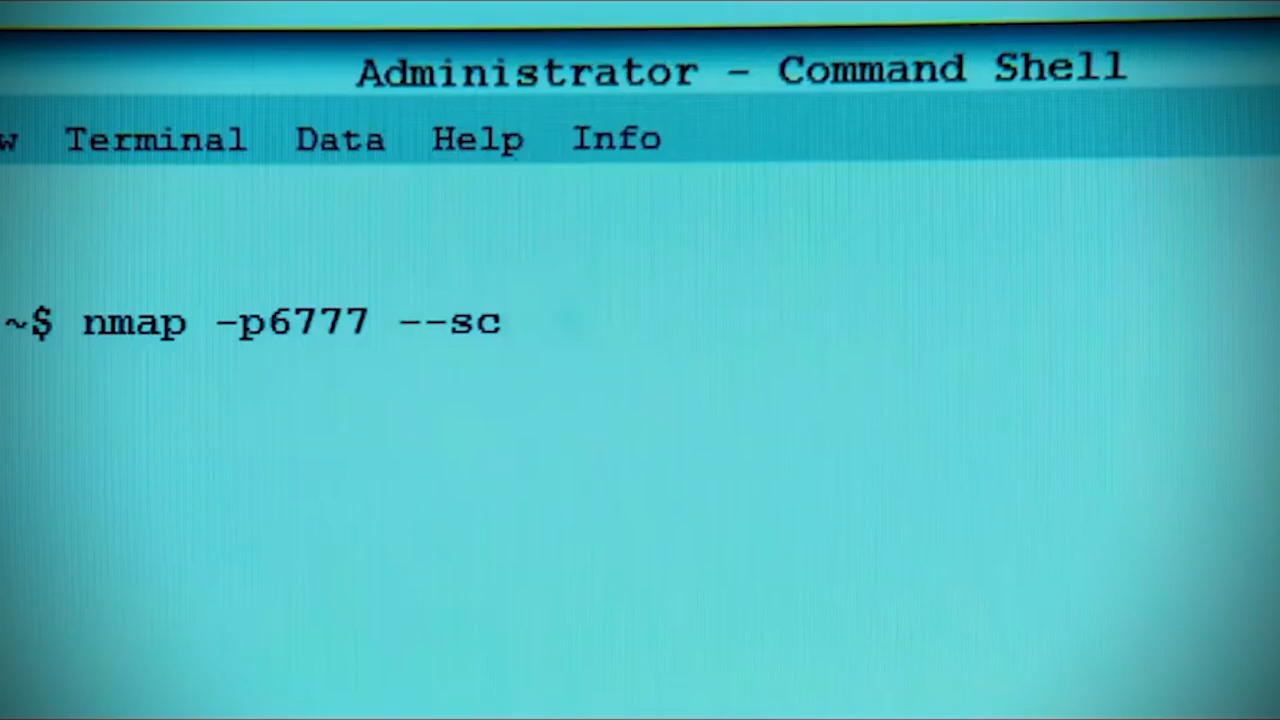 Administrator - Command Shell
w Terminal Data Help Info
~$ nmap -p6777 --sc